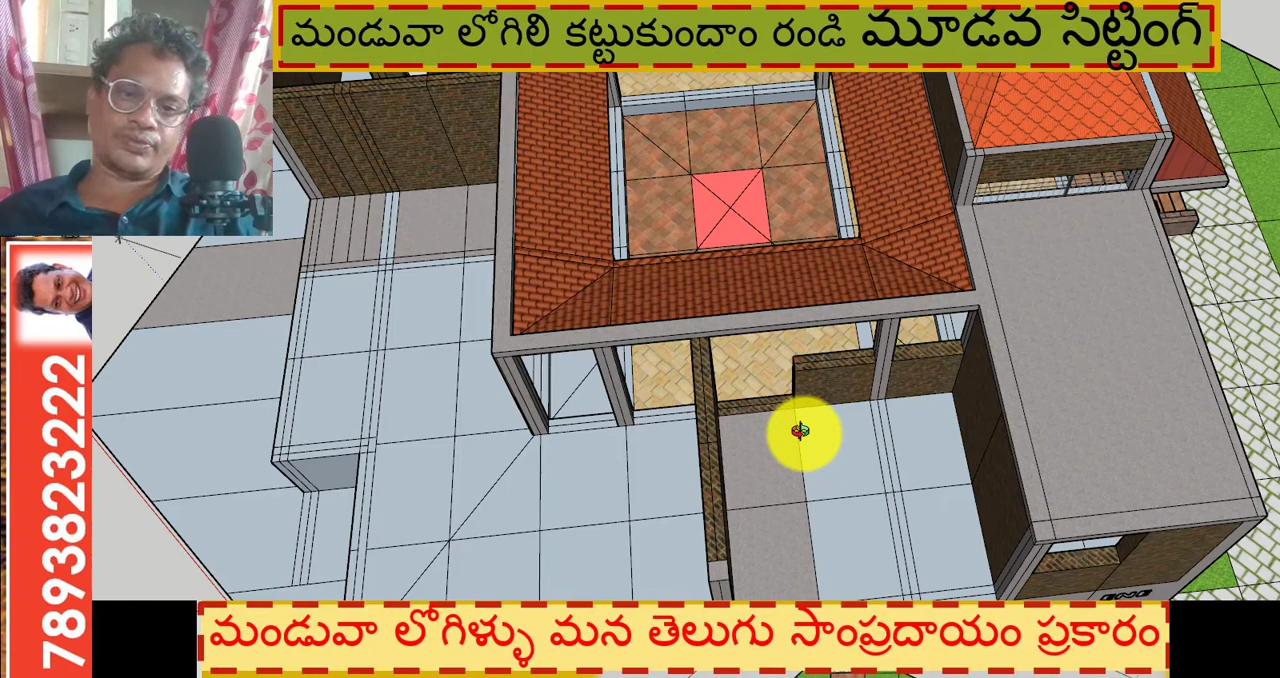 మండువా లోగిలి కట్టుకుందాం రండి మూడవ సిట్టింగ్
7893823222
మండువా లోగిళ్ళు మన తెలుగు సాంప్రదాయం ప్రకారం